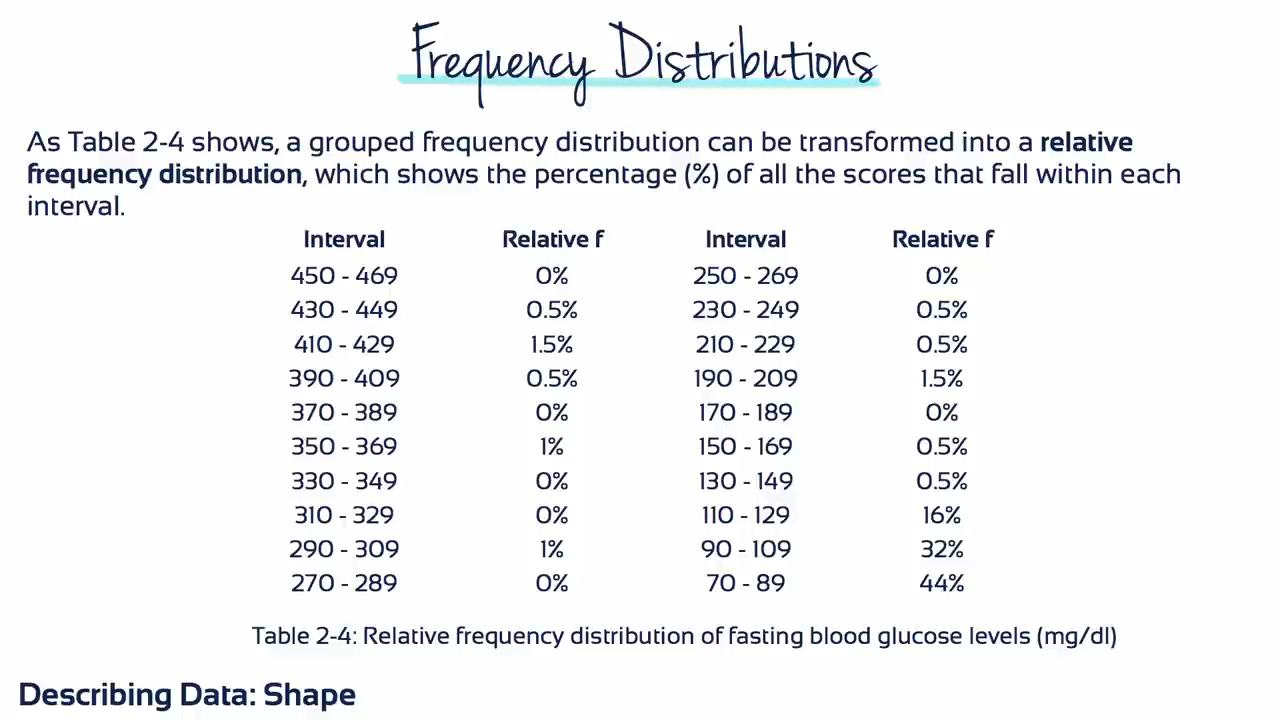 Frequency Distributions
As Table 2-4 shows, a grouped frequency distribution can be transformed into a relative
frequency distribution, which shows the percentage (%) of all the scores that fall within each
interval.
Interval Relative f Interval Relative f
450 - 469 0% 250 - 269 0%
430 - 449 0.5% 230 - 249 0.5%
410 - 429 1.5% 210 - 229 0.5%
390 - 409 0.5% 190 - 209 1.5%
370 - 389 0% 170 - 189 0%
350 - 369 1% 150 - 169 0.5%
330 - 349 0% 130 - 149 0.5%
310 - 329 0% 110 - 129 16%
290 - 309 1% 90 - 109 32%
270 - 289 0% 70 - 89 44%
Table 2-4: Relative frequency distribution of fasting blood glucose levels (mg/dl)
Describing Data: Shape